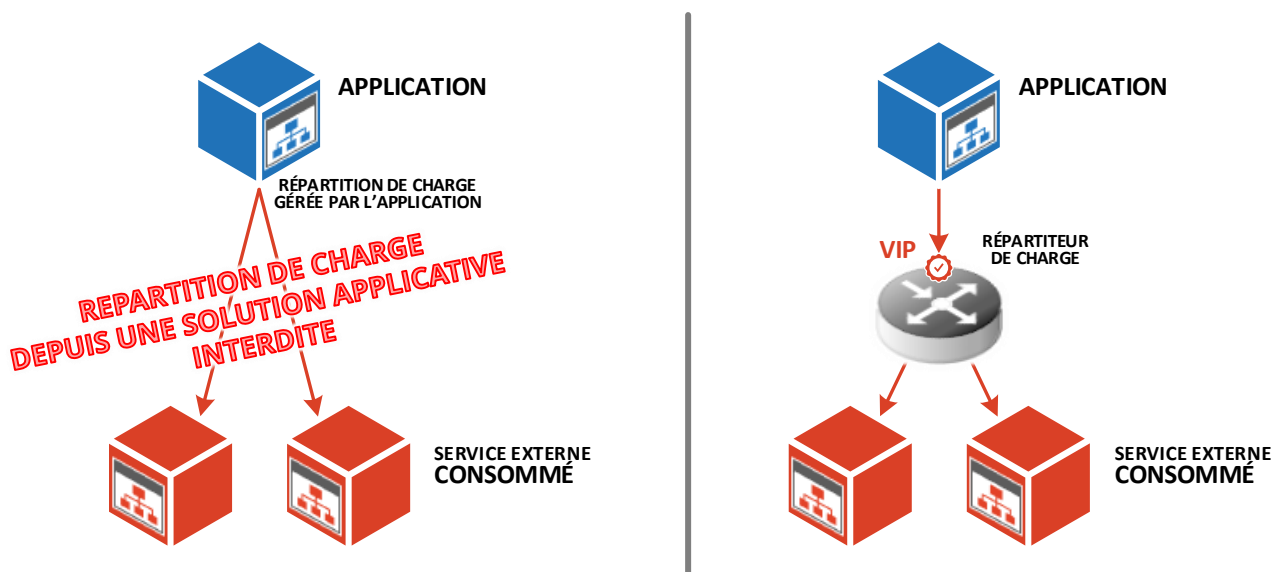 APPLICATION
RÉPARTITION DE CHARGE
GÉRÉE PAR L'APPLICATION
REPARTITION DE CHARGE
DEPUIS UNE SOLUTION APPLICATIVE
INTERDITE
SERVICE EXTERNE
CONSOMMÉ
APPLICATION
VIP
RÉPARTITEUR
DE CHARGE
SERVICE EXTERNE
CONSOMMÉ